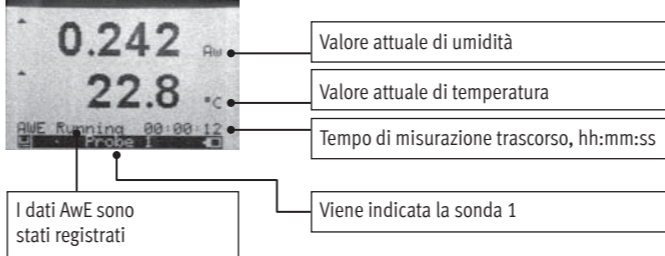 0.242 Aw
22.8 °C
AWE Running 00:00:12
Probe 1
Valore attuale di umidità
Valore attuale di temperatura
Tempo di misurazione trascorso, hh:mm:ss
Viene indicata la sonda 1
I dati AwE sono
stati registrati